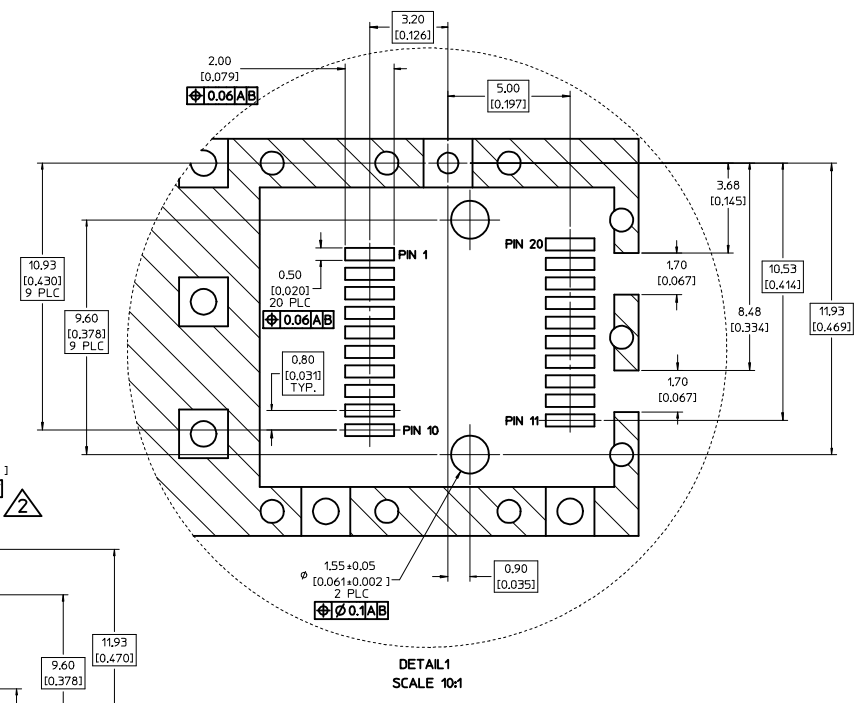 3.20
[0.126]
2.00
[0.079]
⌖ 0.06 A B
5.00
[0.197]
3.68
[0.145]
PIN 1
PIN 20
10.93
[0.430]
9 PLC
0.50
[0.020]
20 PLC
⌖ 0.06 A B
1.70
[0.067]
10.53
[0.414]
8.48
[0.334]
11.93
[0.469]
9.60
[0.378]
9 PLC
0.80
[0.031]
TYP.
1.70
[0.067]
PIN 10
PIN 11
]
2
⌀ 1.55±0.05
[0.061±0.002 ]
2 PLC
⌖ ⌀ 0.1 A B
0.90
[0.035]
11.93
[0.470]
9.60
[0.378]
DETAIL1
SCALE 10:1